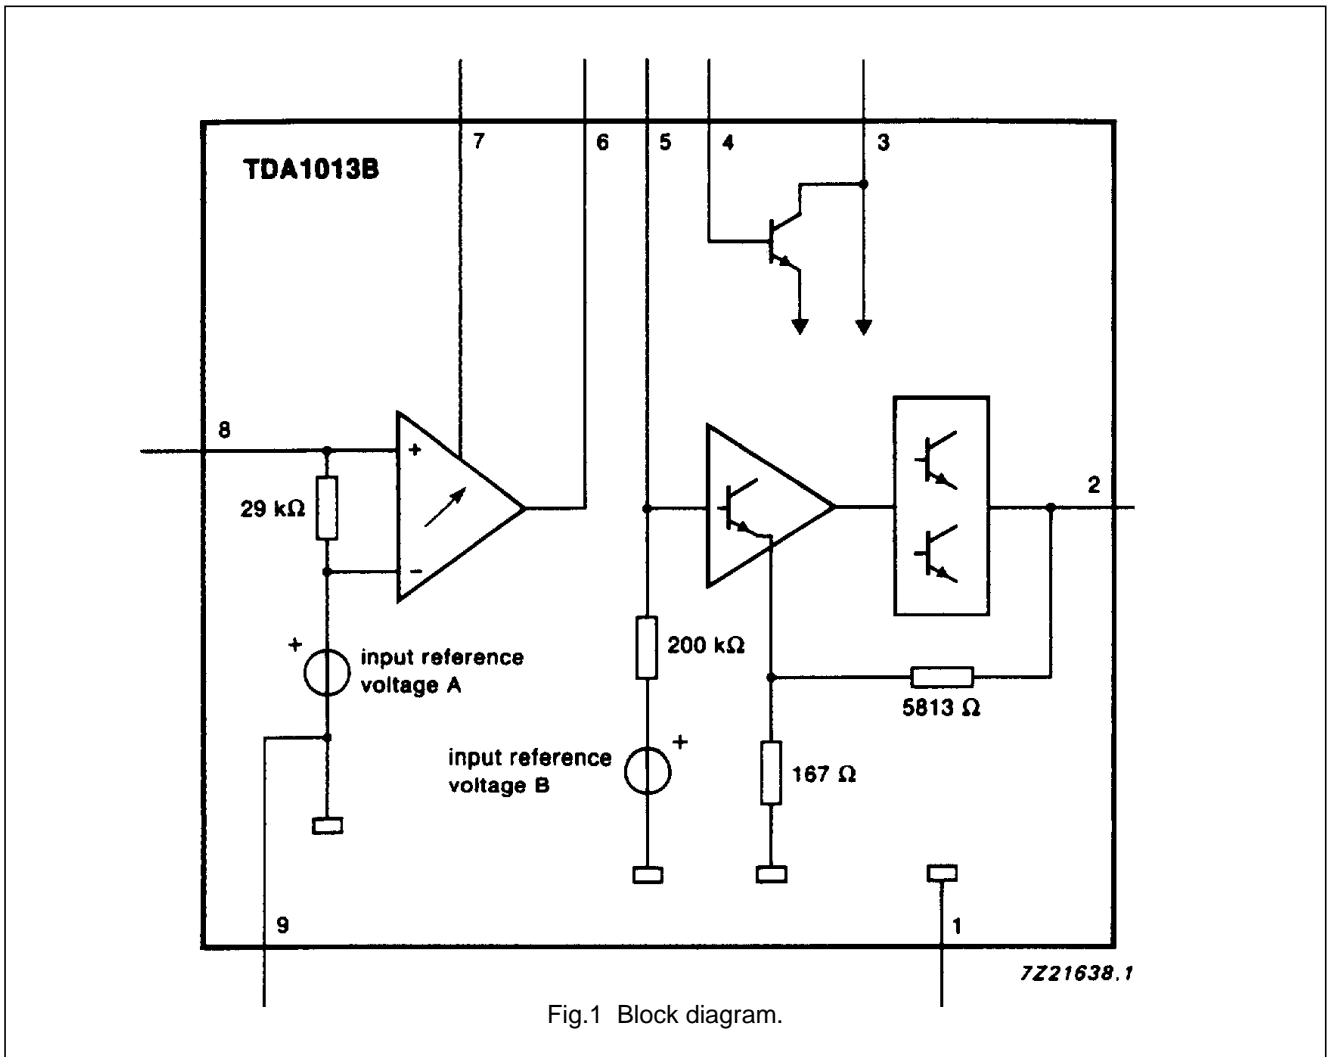 7
6
5
4
3
TDA1013B
8
+
29 kΩ
2
−
+
input reference
voltage A
200 kΩ
5813 Ω
input reference
voltage B
+
167 Ω
9
1
7Z21638.1
Fig.1 Block diagram.